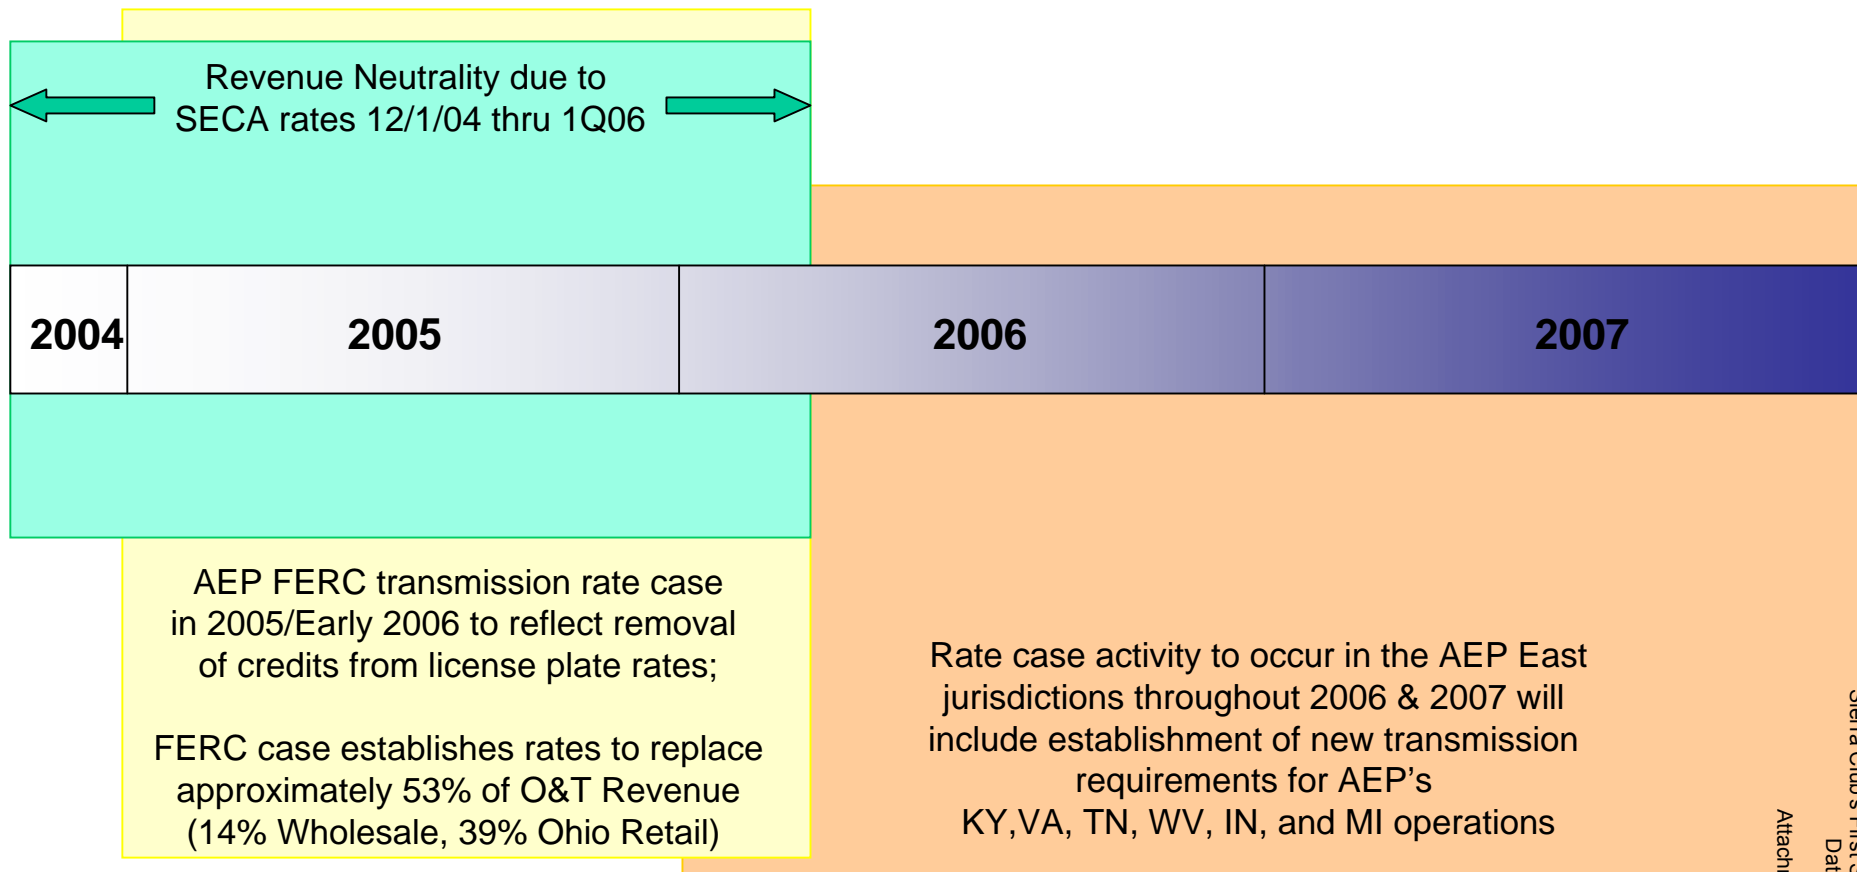 Revenue Neutrality due to
SECA rates 12/1/04 thru 1Q06
2004
2005
2006
2007
AEP FERC transmission rate case
in 2005/Early 2006 to reflect removal
of credits from license plate rates;
FERC case establishes rates to replace
approximately 53% of O&T Revenue
(14% Wholesale, 39% Ohio Retail)
Rate case activity to occur in the AEP East
jurisdictions throughout 2006 & 2007 will
include establishment of new transmission
requirements for AEP's
KY,VA, TN, WV, IN, and MI operations
Sierra Club's First